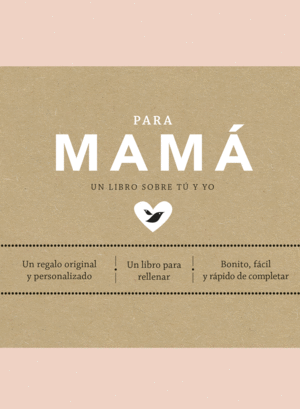 PARA
MAMÁ
UN LIBRO SOBRE TÚ Y YO
Un regalo original
y personalizado
Un libro para
rellenar
Bonito, fácil
y rápido de completar